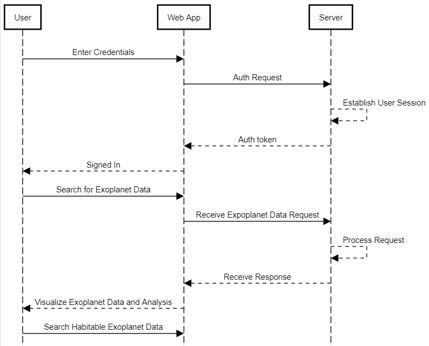 User
Web App
Server
Enter Credentials
Auth Request
Establish User Session
Auth token
Signed In
Search for Exoplanet Data
Receive Expoplanet Data Request
Process Request
Receive Response
Visualize Exoplanet Data and Analysis
Search Habitable Exoplanet Data